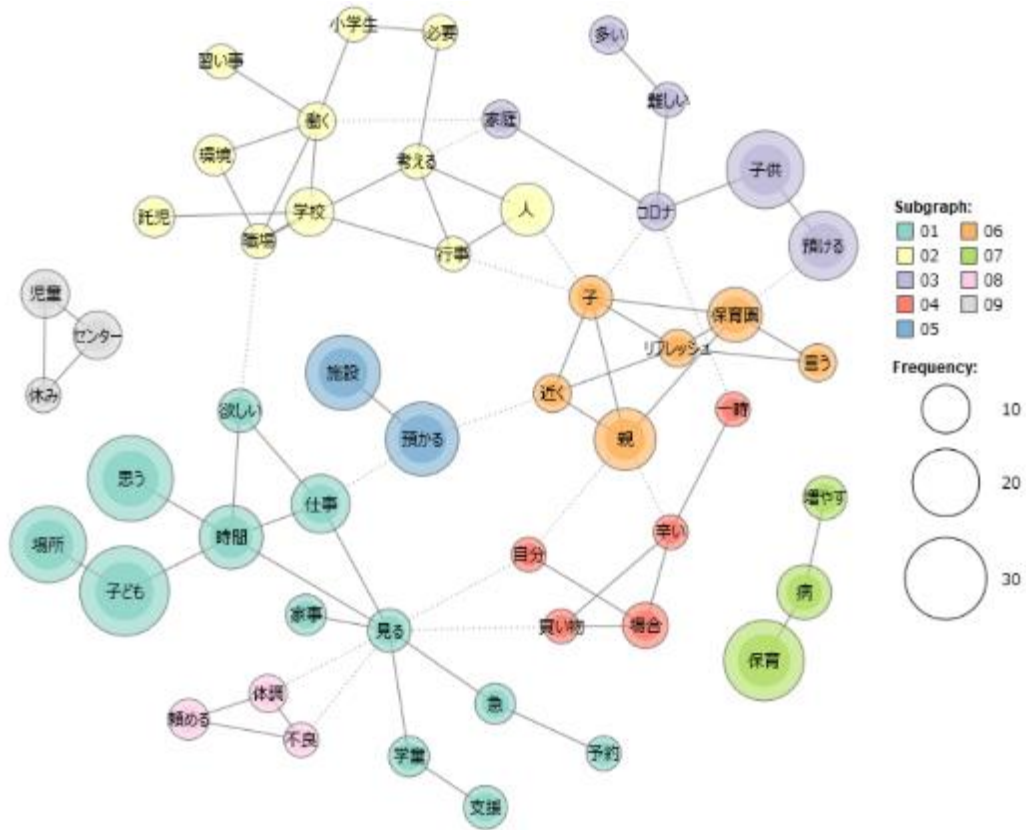 小学生
必要
多い
習い事
難しい
働く
家庭
環境
考える
子供
託児
学校
人
コロナ
職場
行事
預ける
児童
センター
休み
子
保育園
リフレッシュ
言う
施設
近く
一時
欲しい
預かる
親
思う
仕事
増やす
場所
時間
辛い
自分
子ども
病
家事
見る
買い物
場合
保育
体調
頼める
不良
急
学童
予約
支援
Subgraph:
01 06
02 07
03 08
04 09
05
Frequency:
10
20
30